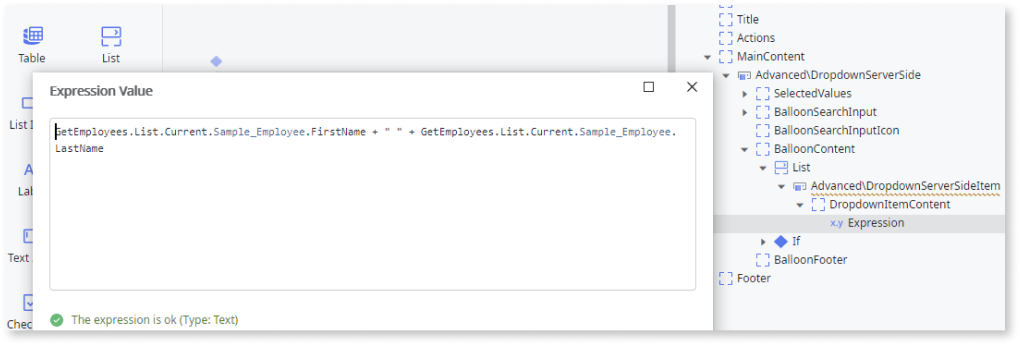 Table
List
List I
Lab
Text
Chec
Expression Value
GetEmployees.List.Current.Sample_Employee.FirstName + " " + GetEmployees.List.Current.Sample_Employee.
LastName
The expression is ok (Type: Text)
Title
Actions
MainContent
Advanced\DropdownServerSide
SelectedValues
BalloonSearchInput
BalloonSearchInputIcon
BalloonContent
List
Advanced\DropdownServerSideItem
DropdownItemContent
x.y Expression
If
BalloonFooter
Footer